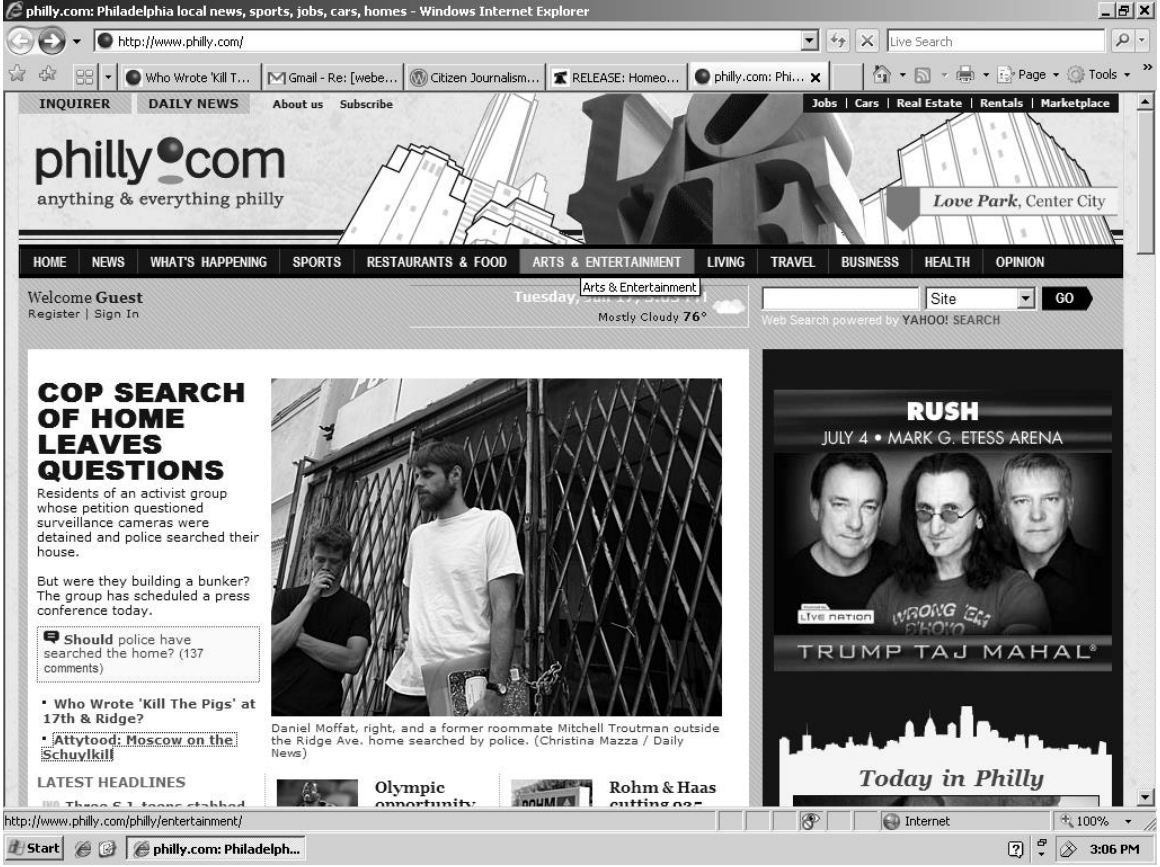 philly.com: Philadelphia local news, sports, jobs, cars, homes - Windows Internet Explorer
http://www.philly.com/
Live Search
Who Wrote 'Kill T...
Gmail - Re: [webe...
Citizen Journalism...
RELEASE: Homeo...
philly.com: Phi...
Page
Tools
INQUIRER
DAILY NEWS
About us
Subscribe
Jobs | Cars | Real Estate | Rentals | Marketplace
philly.com
anything & everything philly
Love Park, Center City
HOME NEWS WHAT'S HAPPENING SPORTS RESTAURANTS & FOOD ARTS & ENTERTAINMENT LIVING TRAVEL BUSINESS HEALTH OPINION
Arts & Entertainment
Welcome Guest
Register | Sign In
Tuesday,
Mostly Cloudy 76°
Site
GO
Web Search powered by YAHOO! SEARCH
COP SEARCH
OF HOME
LEAVES
QUESTIONS
Residents of an activist group
whose petition questioned
surveillance cameras were
detained and police searched their
house.
But were they building a bunker?
The group has scheduled a press
conference today.
Should police have
searched the home? (137
comments)
Who Wrote 'Kill The Pigs' at
17th & Ridge?
Attytood: Moscow on the
Schuylkill
LATEST HEADLINES
Three S.J. teens stabbed
Daniel Moffat, right, and a former roommate Mitchell Troutman outside
the Ridge Ave. home searched by police. (Christina Mazza / Daily
News)
Olympic
opportunity
ROHM
Rohm & Haas
cutting 925
RUSH
JULY 4 • MARK G. ETESS ARENA
LIVE NATION
TRUMP TAJ MAHAL®
Today in Philly
http://www.philly.com/philly/entertainment/
Internet
100%
Start
philly.com: Philadelph...
3:06 PM